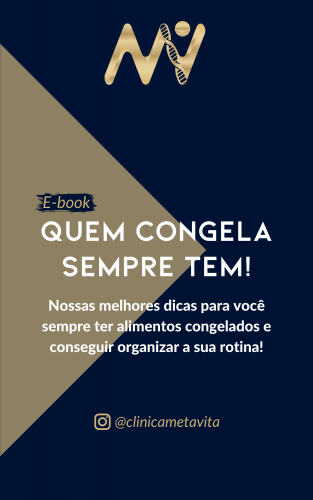 E-book
QUEM CONGELA
SEMPRE TEM!
Nossas melhores dicas para você
sempre ter alimentos congelados e
conseguir organizar a sua rotina!
@clinicametavita